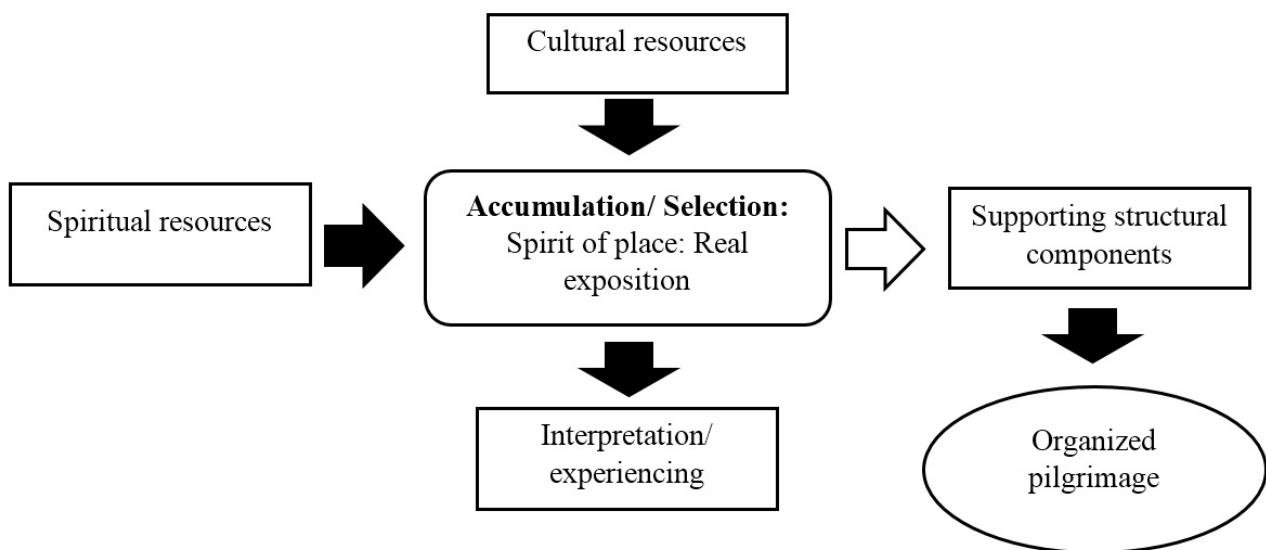 Cultural resources
Spiritual resources
Accumulation/ Selection:
Spirit of place: Real
exposition
Supporting structural
components
Interpretation/
experiencing
Organized
pilgrimage